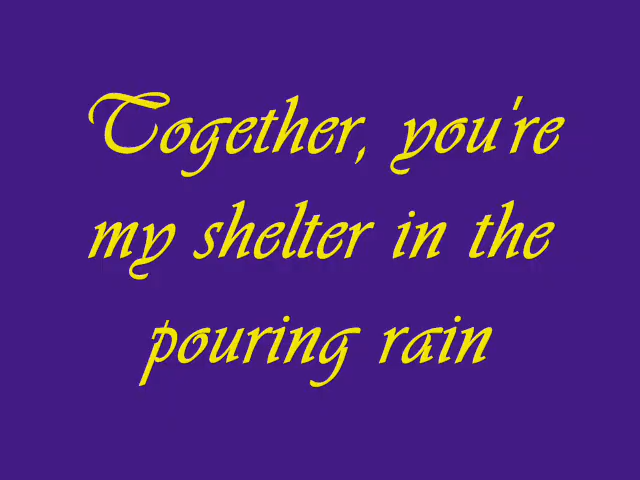 Together, you're
my shelter in the
pouring rain